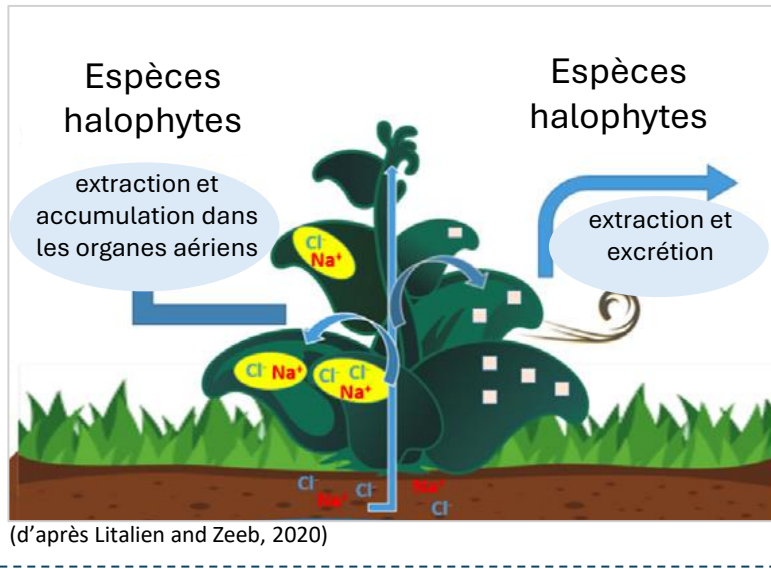 Espèces
halophytes
extraction et
accumulation dans
les organes aériens
Espèces
halophytes
extraction et
excrétion
Cl⁻
Na⁺
Cl⁻ Na⁺
Cl⁻ Cl⁻
Na⁺
Cl⁻ Cl⁻ Na⁺
Na⁺ Cl⁻
(d'après Litalien and Zeeb, 2020)